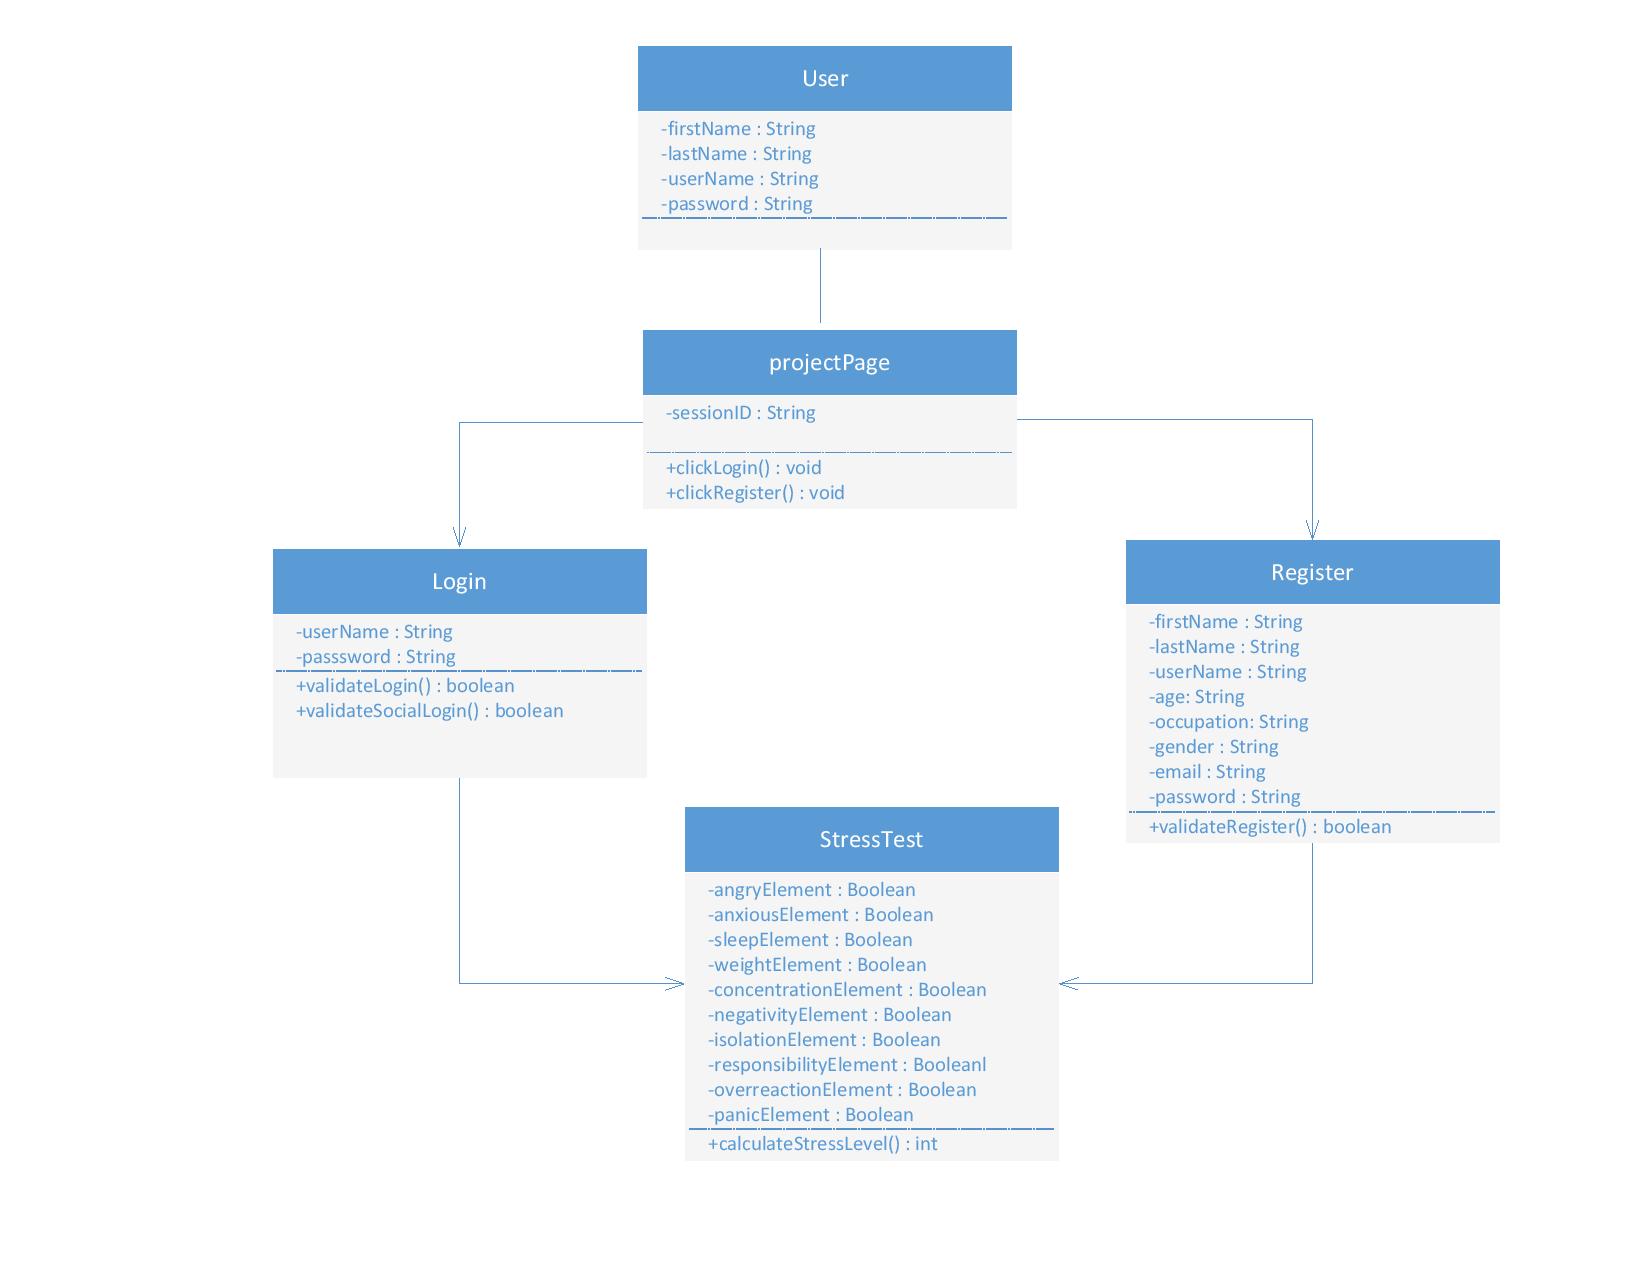 User
-firstName : String
-lastName : String
-userName : String
-password : String
projectPage
-sessionID : String
+clickLogin() : void
+clickRegister() : void
Login
-userName : String
-passsword : String
+validateLogin() : boolean
+validateSocialLogin() : boolean
Register
-firstName : String
-lastName : String
-userName : String
-age: String
-occupation: String
-gender : String
-email : String
-password : String
+validateRegister() : boolean
StressTest
-angryElement : Boolean
-anxiousElement : Boolean
-sleepElement : Boolean
-weightElement : Boolean
-concentrationElement : Boolean
-negativityElement : Boolean
-isolationElement : Boolean
-responsibilityElement : Booleanl
-overreactionElement : Boolean
-panicElement : Boolean
+calculateStressLevel() : int